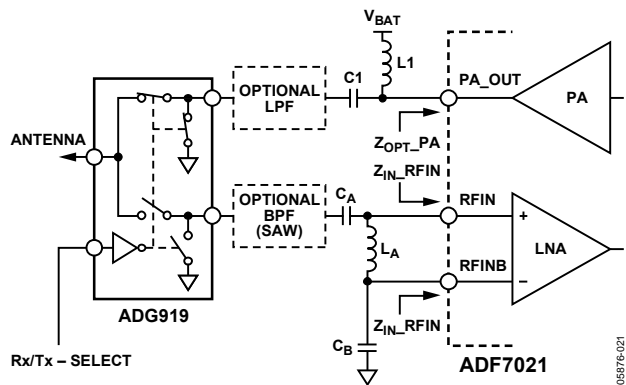 VBAT
L1
C1
OPTIONAL
LPF
PA_OUT
PA
ANTENNA
ZOPT_PA
ZIN_RFIN
CA
RFIN
OPTIONAL
BPF
(SAW)
LA
+
LNA
RFINB
–
ZIN_RFIN
CB
ADG919
Rx/Tx – SELECT
ADF7021
05876-021